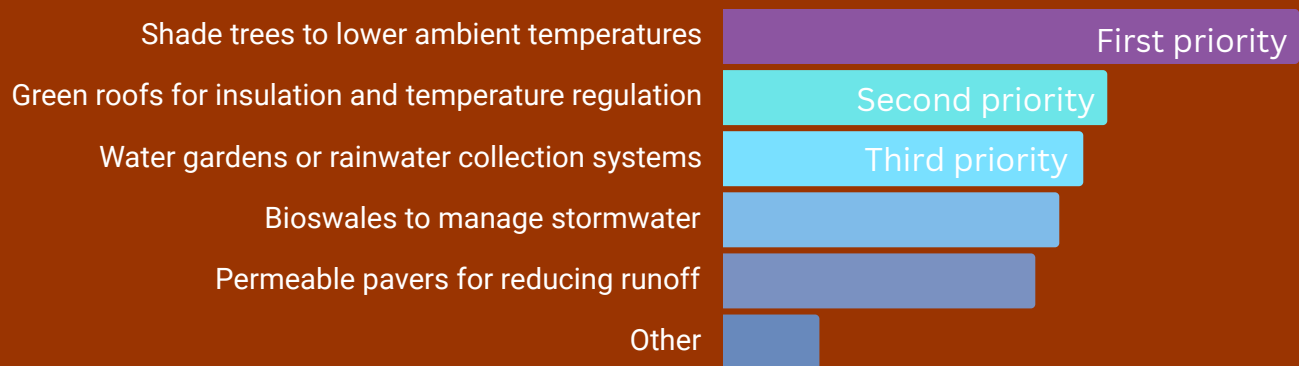 Shade trees to lower ambient temperatures First priority
Green roofs for insulation and temperature regulation Second priority
Water gardens or rainwater collection systems Third priority
Bioswales to manage stormwater
Permeable pavers for reducing runoff
Other